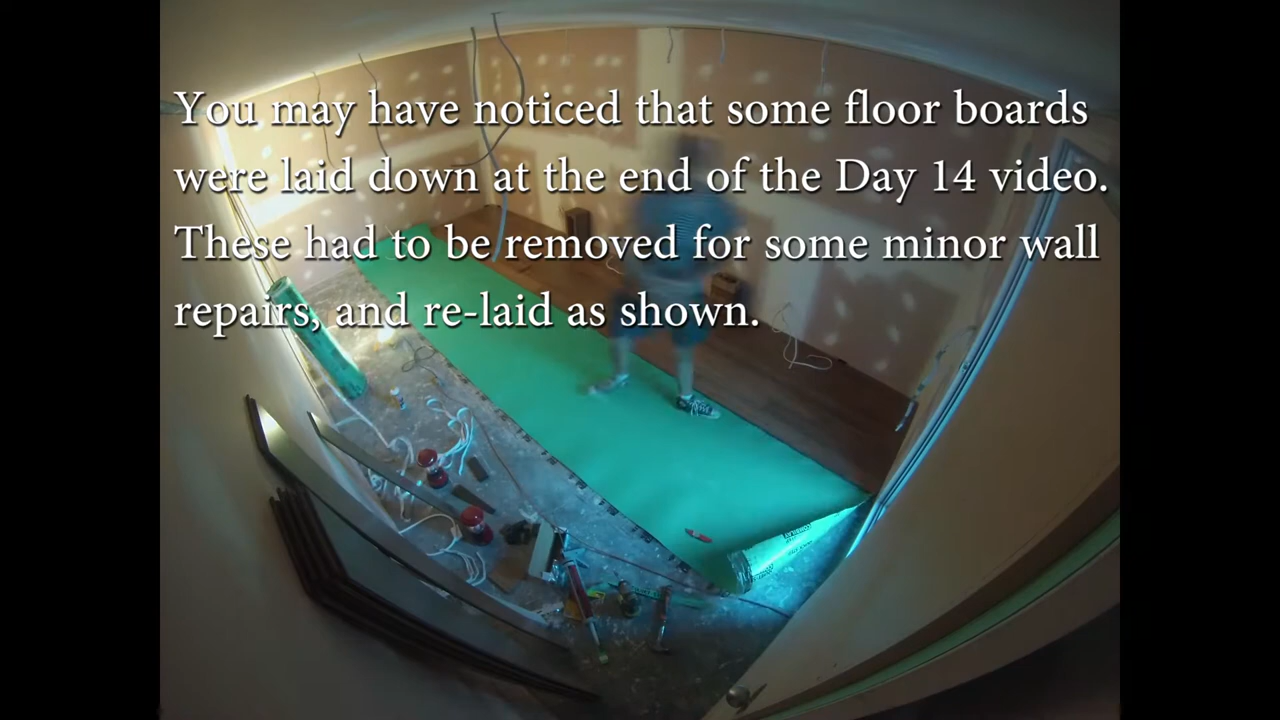 You may have noticed that some floor boards
were laid down at the end of the Day 14 video.
These had to be removed for some minor wall
repairs, and re-laid as shown.